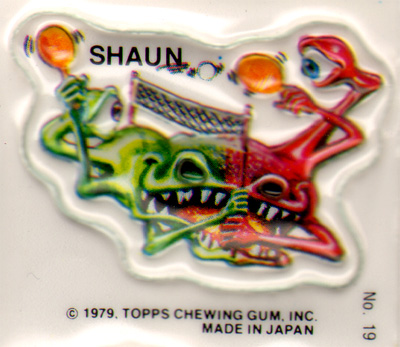 SHAUN
© 1979, TOPPS CHEWING GUM, INC.
MADE IN JAPAN
No. 19